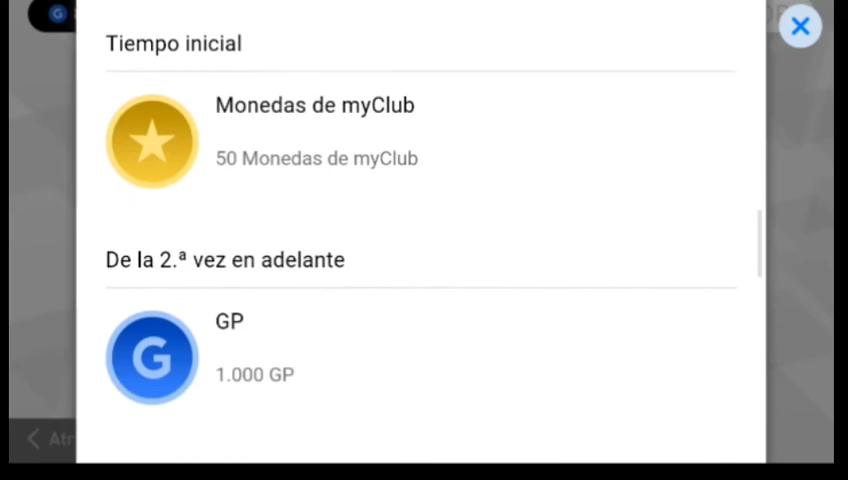 Tiempo inicial
Monedas de myClub
50 Monedas de myClub
De la 2.ª vez en adelante
G
GP
1.000 GP
Atr